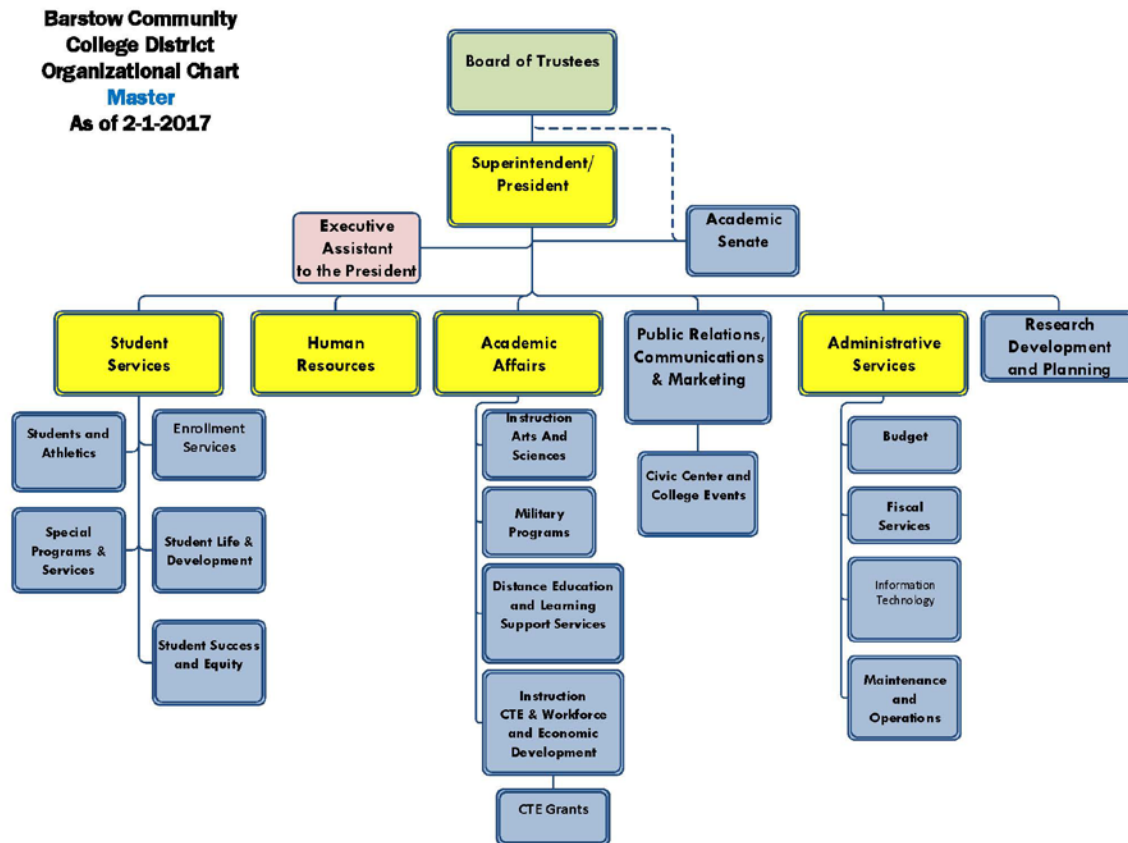 Barstow Community
College District
Organizational Chart
Master
As of 2-1-2017
Board of Trustees
Superintendent/
President
Executive
Assistant
to the President
Academic
Senate
Student
Services
Human
Resources
Academic
Affairs
Public Relations,
Communications
& Marketing
Administrative
Services
Research
Development
and Planning
Students and
Athletics
Enrollment
Services
Special
Programs &
Services
Student Life &
Development
Student Success
and Equity
Instruction
Arts And
Sciences
Military
Programs
Distance Education
and Learning
Support Services
Instruction
CTE & Workforce
and Economic
Development
CTE Grants
Civic Center and
College Events
Budget
Fiscal
Services
Information
Technology
Maintenance
and
Operations